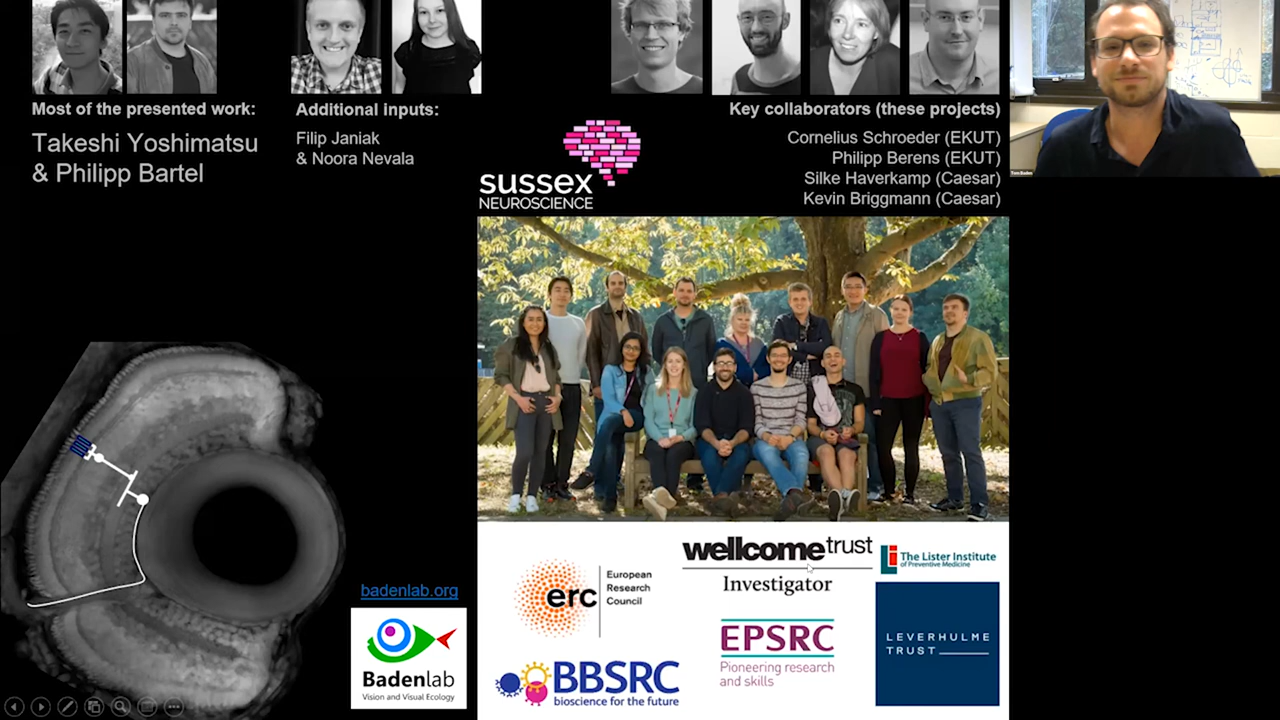 Most of the presented work:
Takeshi Yoshimatsu
& Philipp Bartel
Additional inputs:
Filip Janiak
& Noora Nevala
sussex
NEUROSCIENCE
Key collaborators (these projects)
Cornelius Schroeder (EKUT)
Philipp Berens (EKUT)
Silke Haverkamp (Caesar)
Kevin Briggmann (Caesar)
Tom Baden
badenlab.org
Badenlab
Vision and Visual Ecology
erc
European
Research
Council
wellcometrust
Investigator
The Lister Institute
of Preventive Medicine
EPSRC
Pioneering research
and skills
BBSRC
bioscience for the future
LEVERHULME
TRUST